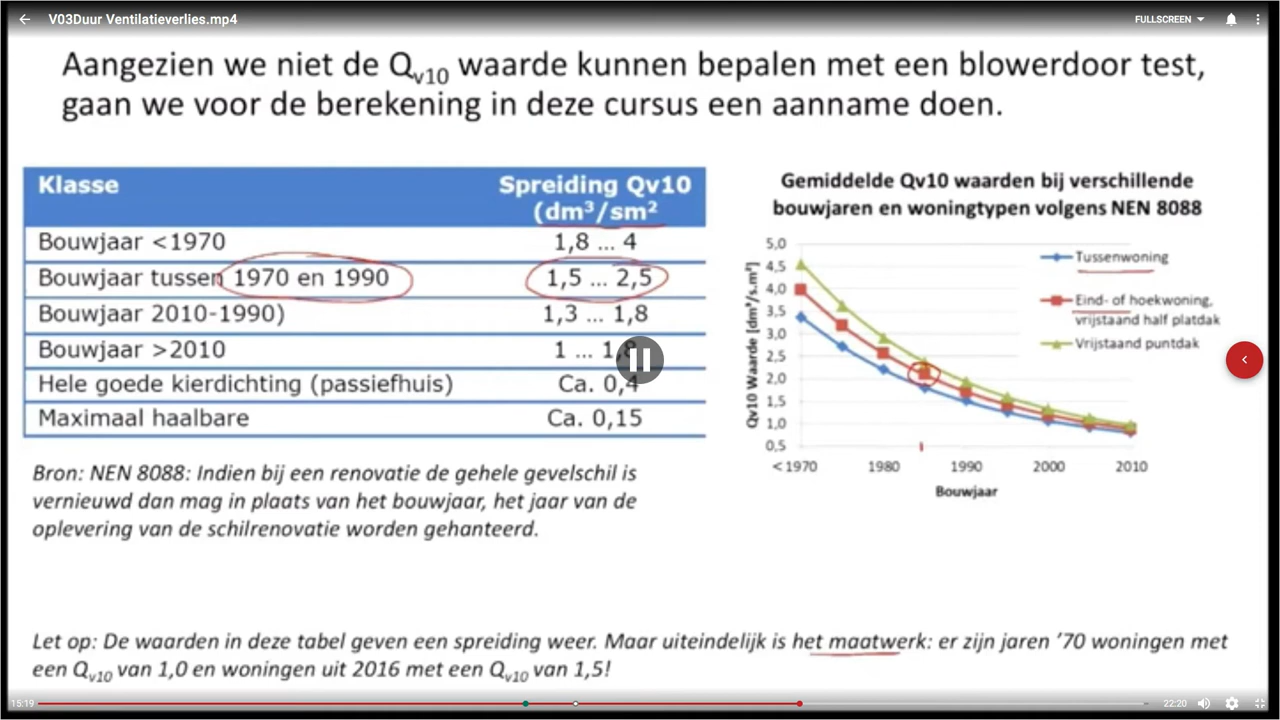 V03Duur Ventilatieverlies.mp4
FULLSCREEN
Aangezien we niet de Qv10 waarde kunnen bepalen met een blowerdoor test,
gaan we voor de berekening in deze cursus een aanname doen.
Klasse Spreiding Qv10
(dm³/sm²
Bouwjaar <1970 1,8 ... 4
Bouwjaar tussen 1970 en 1990 1,5 ... 2,5
Bouwjaar 2010-1990) 1,3 ... 1,8
Bouwjaar >2010 1 ... 1,8
Hele goede kierdichting (passiefhuis) Ca. 0,4
Maximaal haalbare Ca. 0,15
Bron: NEN 8088: Indien bij een renovatie de gehele gevelschil is
vernieuwd dan mag in plaats van het bouwjaar, het jaar van de
oplevering van de schilrenovatie worden gehanteerd.
Gemiddelde Qv10 waarden bij verschillende
bouwjaren en woningtypen volgens NEN 8088
Qv10 Waarde [dm³/s.m²]
5,0
4,5
4,0
3,5
3,0
2,5
2,0
1,5
1,0
0,5
<1970 1980 1990 2000 2010
Bouwjaar
Tussenwoning
Eind- of hoekwoning,
vrijstaand half platdak
Vrijstaand puntdak
Let op: De waarden in deze tabel geven een spreiding weer. Maar uiteindelijk is het maatwerk: er zijn jaren ’70 woningen met
een Qv10 van 1,0 en woningen uit 2016 met een Qv10 van 1,5!
15:19 22:20